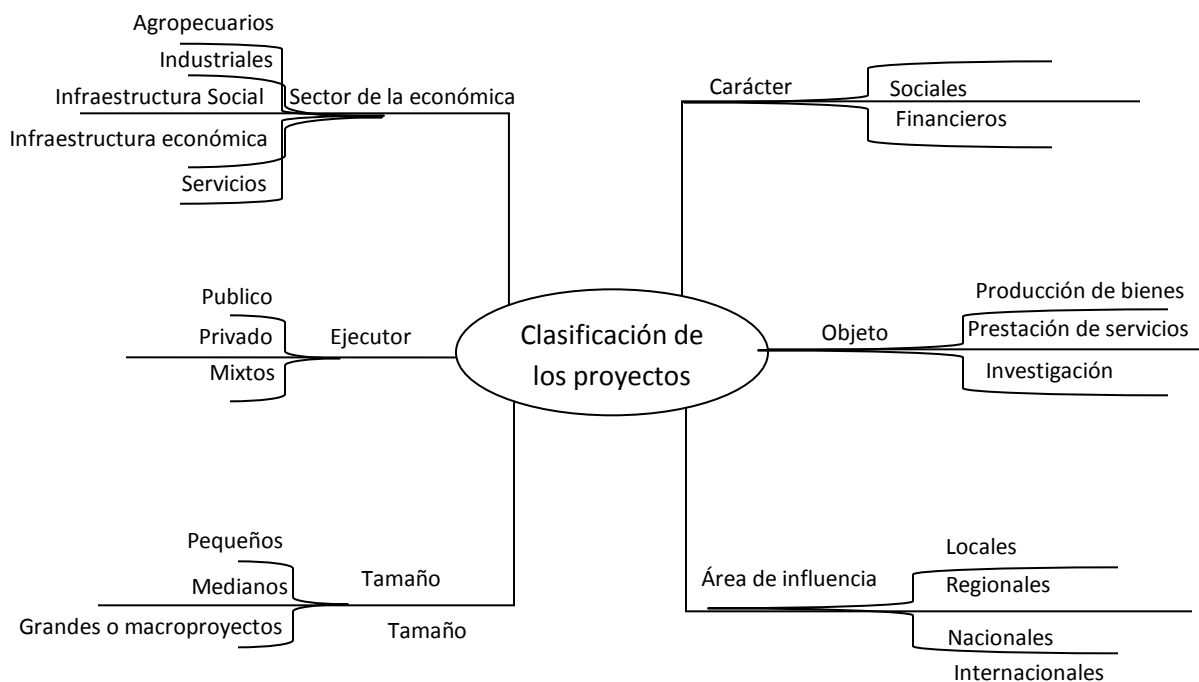 Agropecuarios
Industriales
Infraestructura Social
Sector de la económica
Infraestructura económica
Servicios
Carácter
Sociales
Financieros
Publico
Privado
Ejecutor
Mixtos
Clasificación de
los proyectos
Objeto
Producción de bienes
Prestación de servicios
Investigación
Pequeños
Medianos
Tamaño
Grandes o macroproyectos
Tamaño
Área de influencia
Locales
Regionales
Nacionales
Internacionales